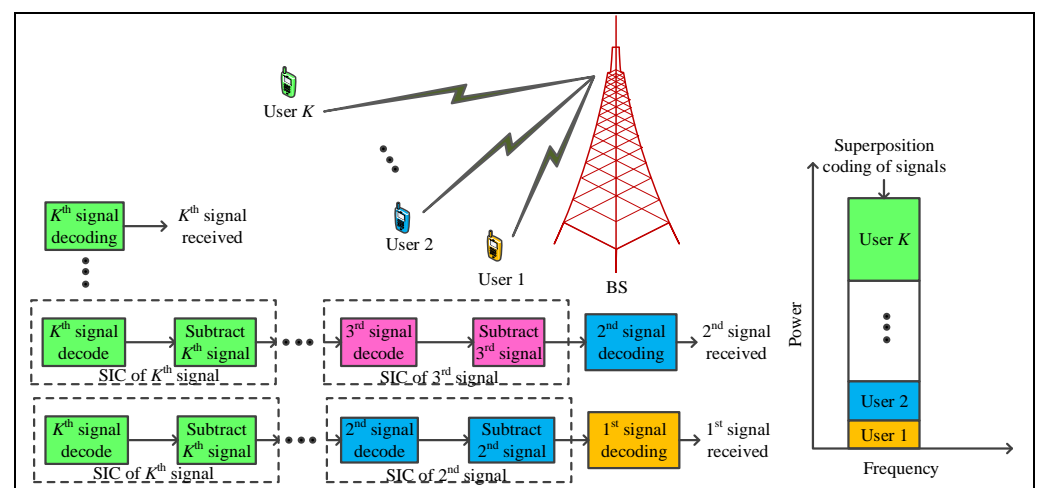 User K
User 2
User 1
BS
Superposition
coding of signals
User K
User 2
User 1
Power
Frequency
Kth signal
decoding
Kth signal
received
Kth signal
decode
Subtract
Kth signal
SIC of Kth signal
3rd signal
decode
Subtract
3rd signal
SIC of 3rd signal
2nd signal
decoding
2nd signal
received
Kth signal
decode
Subtract
Kth signal
SIC of Kth signal
2nd signal
decode
Subtract
2nd signal
SIC of 2nd signal
1st signal
decoding
1st signal
received